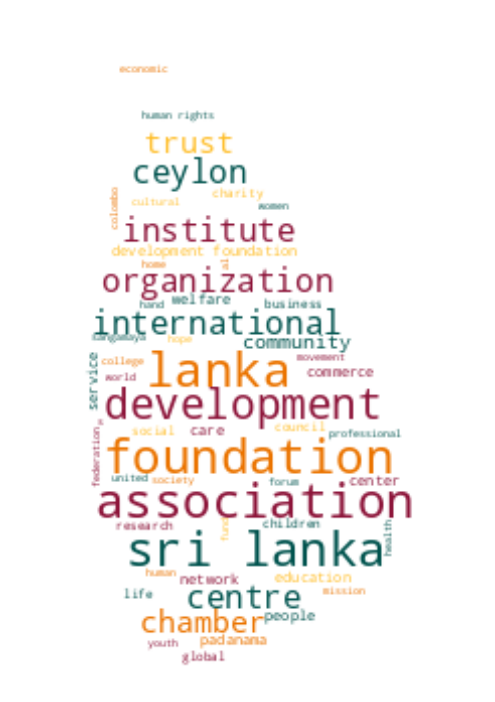 economic
human rights
trust
ceylon
charity
colombo
cultural
women
institute
development foundation
home
al
organization
hand
welfare
business
international
sangamaya
hope
community
service
college
lanka
movement
world
commerce
development
federation
social
care
council
professional
foundation
united
society
forum
center
association
research
fund
children
health
sri lanka
human
network
education
life
centre
mission
chamber
people
youth
padanama
global